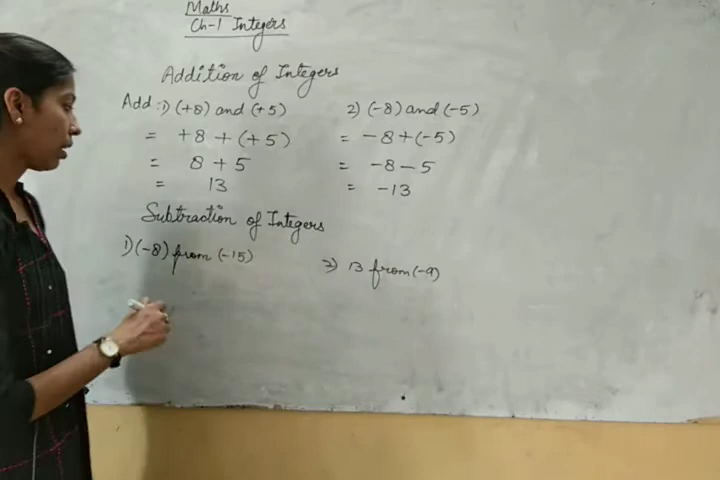 Maths
Ch-1 Integers
Addition of Integers
Add: 1) (+8) and (+5)
= +8 + (+5)
= 8 + 5
= 13
2) (-8) and (-5)
= -8 + (-5)
= -8 - 5
= -13
Subtraction of Integers
1) (-8) from (-15)
2) 13 from (-9)